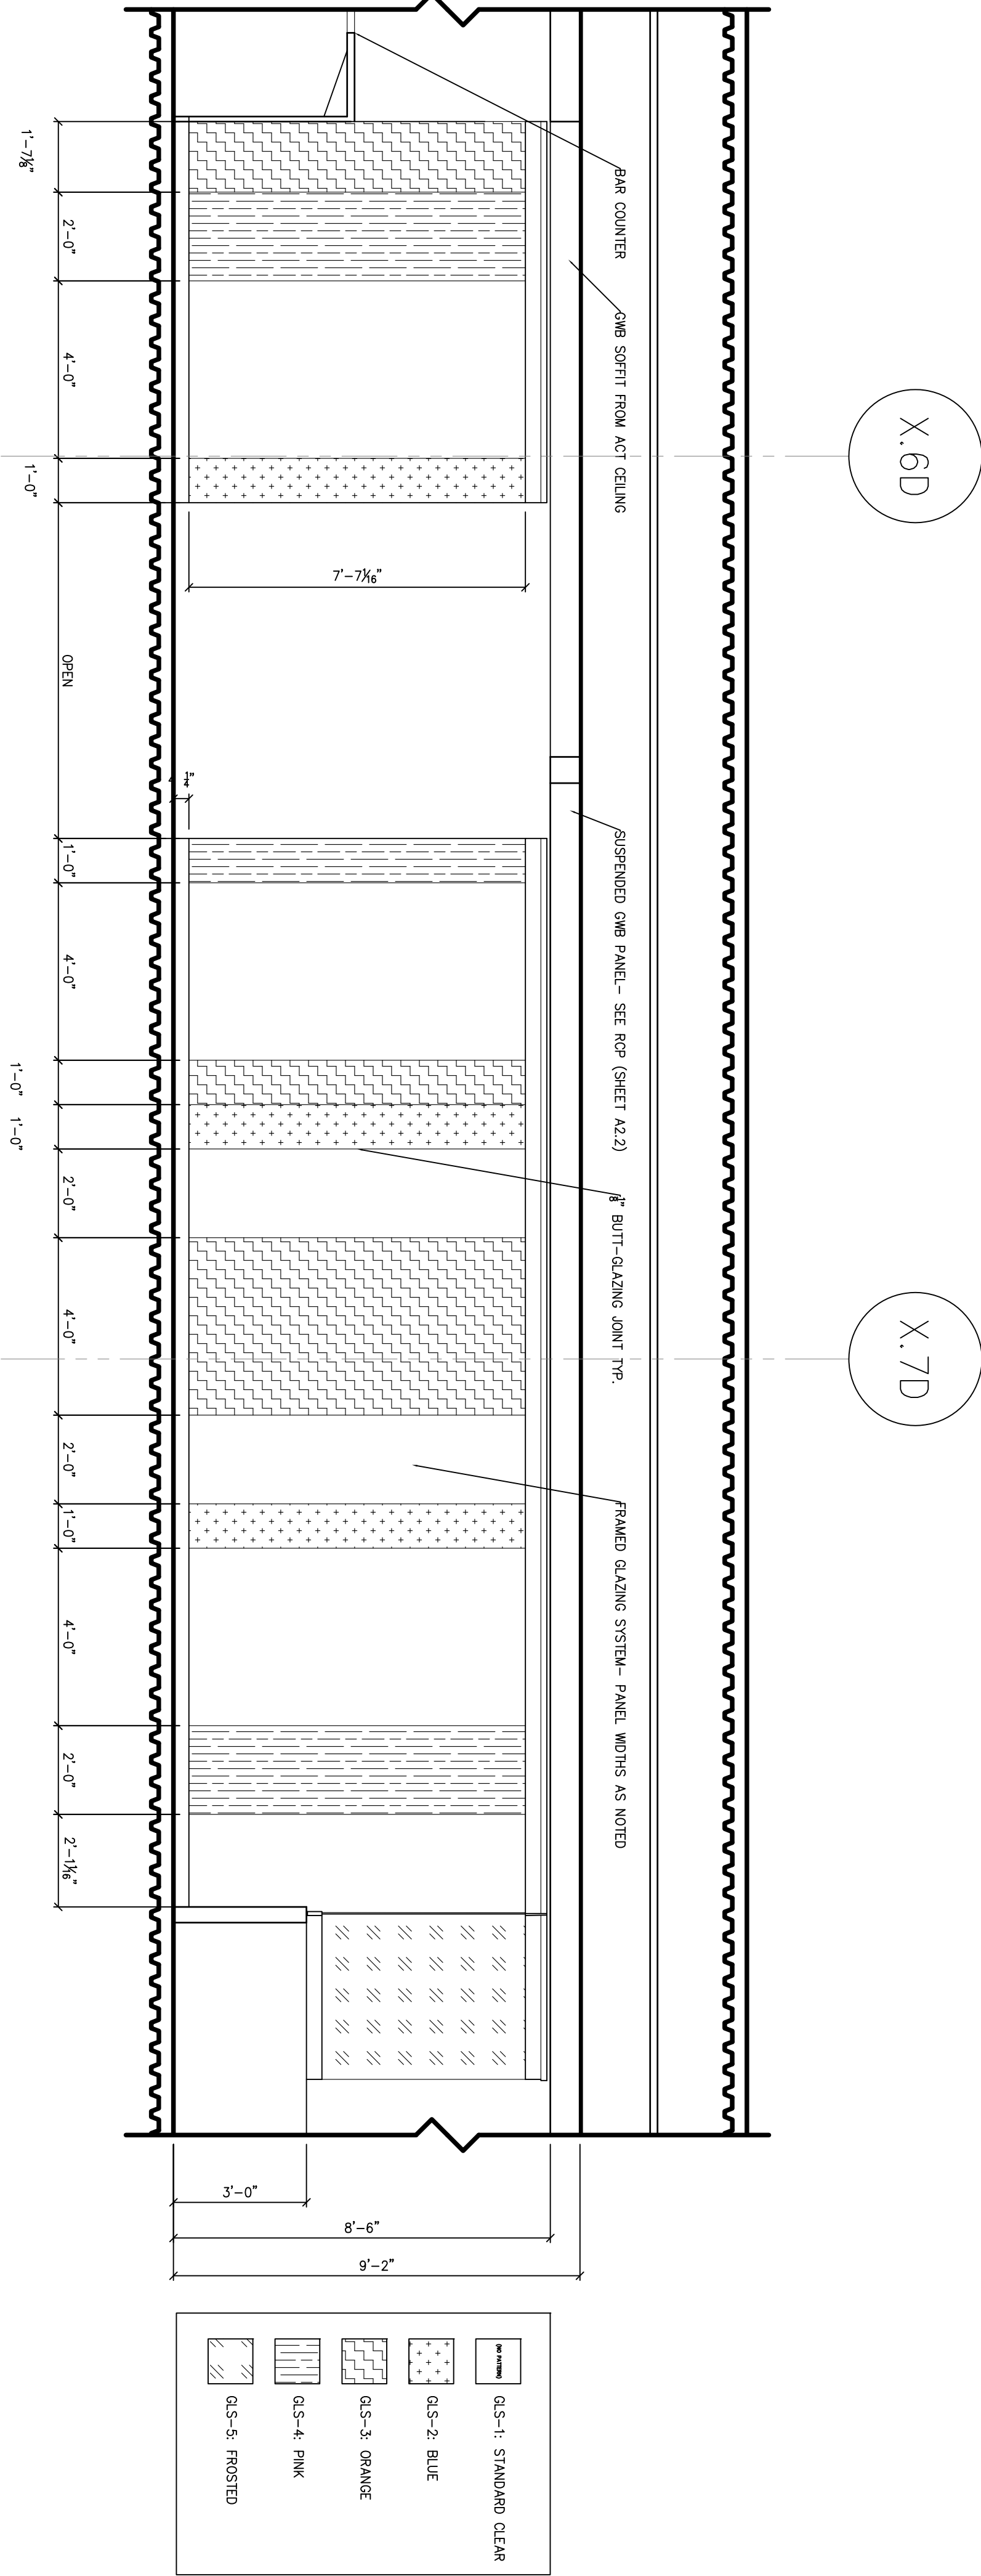 X.6D
X.7D
BAR COUNTER
GWB SOFFIT FROM ACT CEILING
SUSPENDED GWB PANEL- SEE RCP (SHEET A2.2)
1/8" BUTT-GLAZING JOINT TYP.
FRAMED GLAZING SYSTEM- PANEL WIDTHS AS NOTED
7'-7 1/16"
4 1/4"
1'-7 1/8"
2'-0"
4'-0"
1'-0"
OPEN
1'-0"
4'-0"
1'-0"
1'-0"
2'-0"
4'-0"
2'-0"
1'-0"
4'-0"
2'-0"
2'-1 1/16"
3'-0"
8'-6"
9'-2"
(NO PATTERN)
GLS-1: STANDARD CLEAR
GLS-2: BLUE
GLS-3: ORANGE
GLS-4: PINK
GLS-5: FROSTED